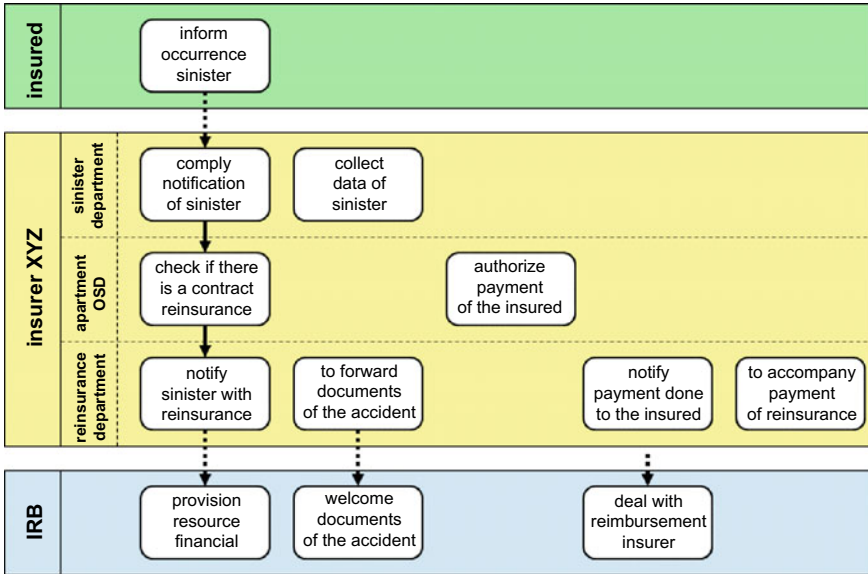 insured
inform
occurrence
sinister
insurer XYZ
sinister
department
comply
notification
of sinister
collect
data of
sinister
apartment
OSD
check if there
is a contract
reinsurance
authorize
payment
of the insured
reinsurance
department
notify
sinister with
reinsurance
to forward
documents
of the accident
notify
payment done
to the insured
to accompany
payment
of reinsurance
IRB
provision
resource
financial
welcome
documents
of the accident
deal with
reimbursement
insurer